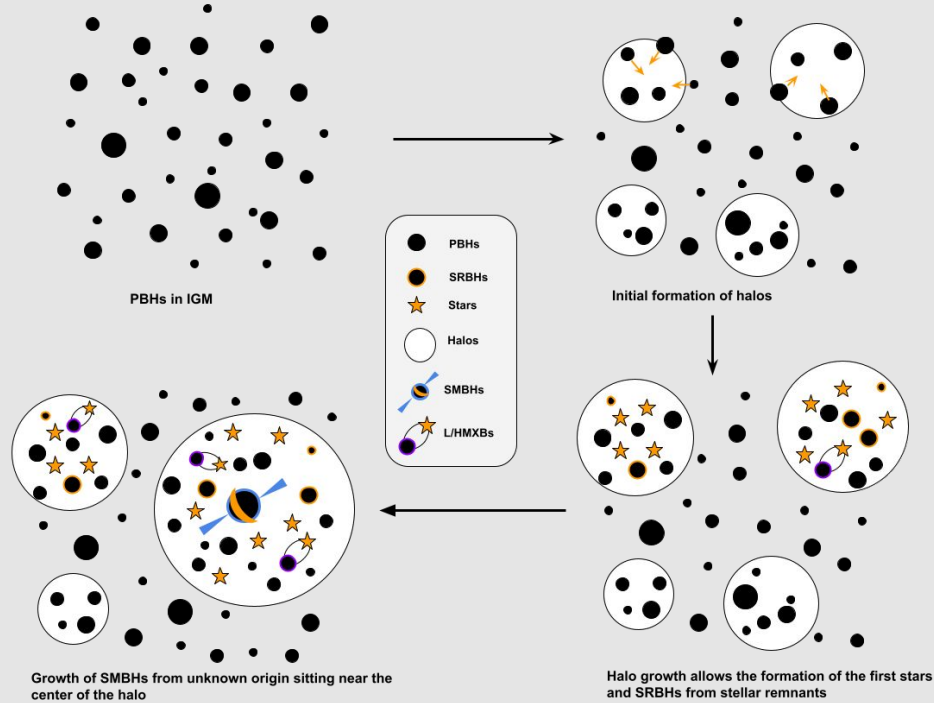 PBHs in IGM
Initial formation of halos
PBHs
SRBHs
Stars
Halos
SMBHs
L/HMXBs
Growth of SMBHs from unknown origin sitting near the
center of the halo
Halo growth allows the formation of the first stars
and SRBHs from stellar remnants